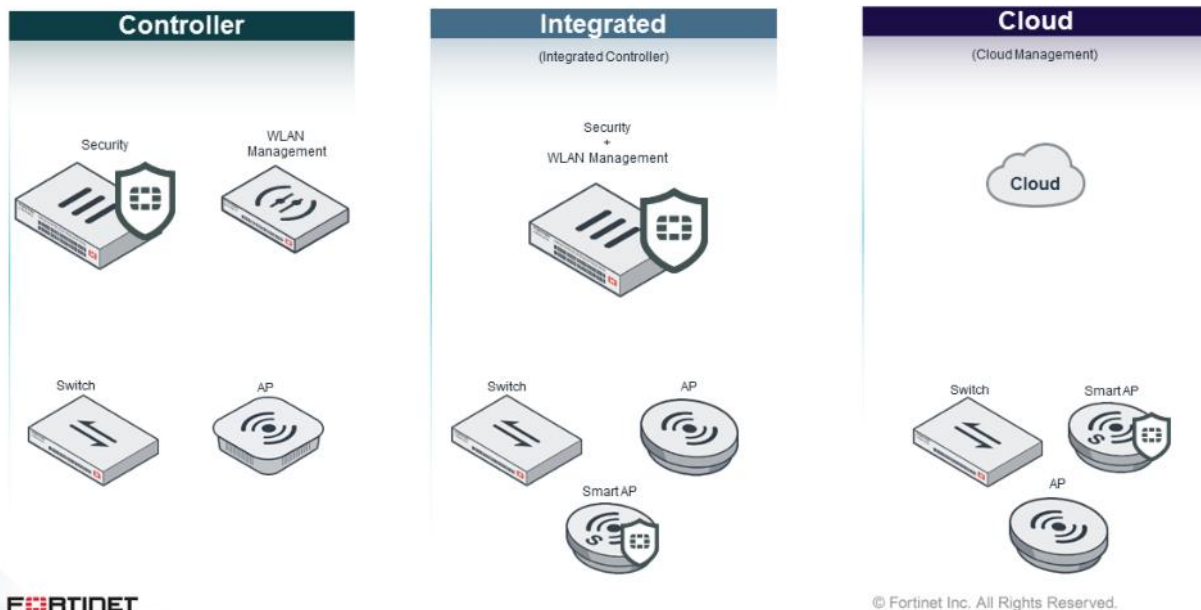 Controller
Security
WLAN
Management
Switch
AP
Integrated
(Integrated Controller)
Security
+
WLAN Management
Switch
AP
Smart AP
S
Cloud
(Cloud Management)
Cloud
Switch
Smart AP
S
AP
FORTINET
© Fortinet Inc. All Rights Reserved.